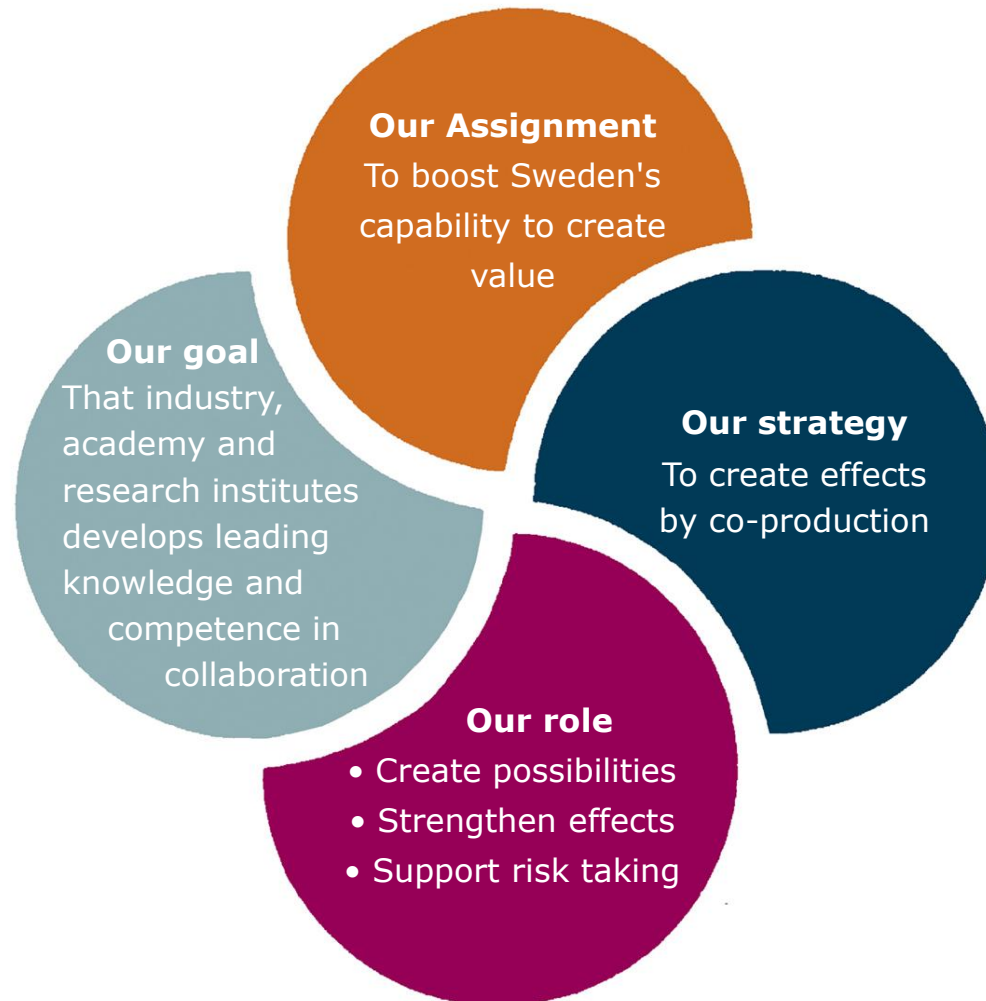 Our Assignment
To boost Sweden's
capability to create
value
Our goal
That industry,
academy and
research institutes
develops leading
knowledge and
competence in
collaboration
Our strategy
To create effects
by co-production
Our role
• Create possibilities
• Strengthen effects
• Support risk taking